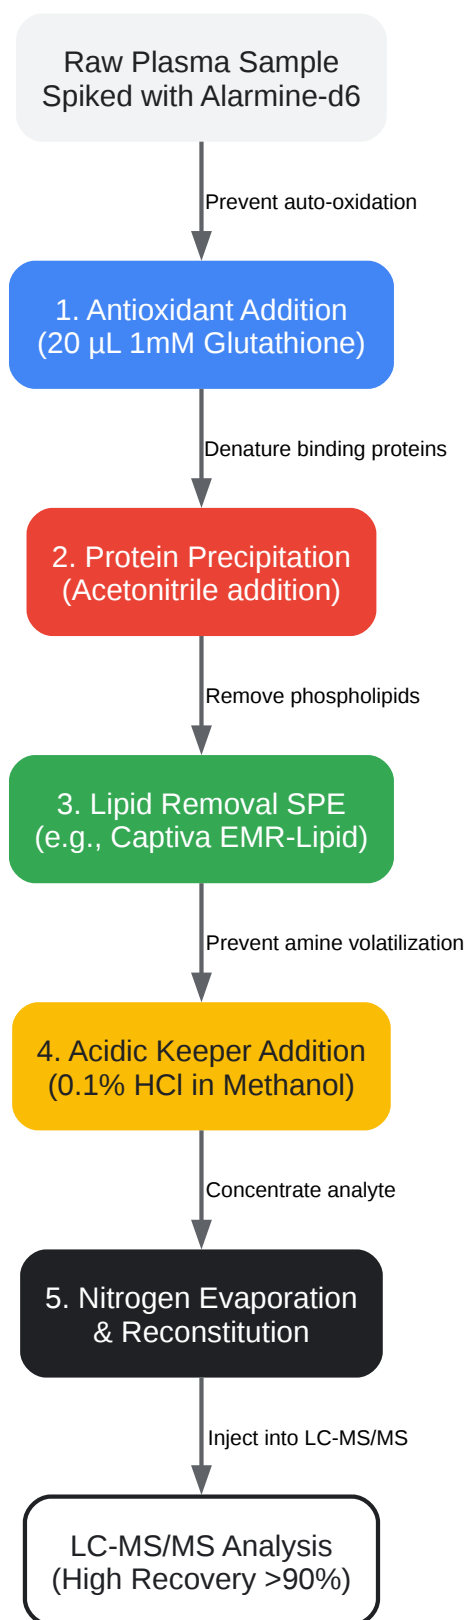 Raw Plasma Sample
Spiked with Alarmine-d6
Prevent auto-oxidation
1. Antioxidant Addition
(20 µL 1mM Glutathione)
Denature binding proteins
2. Protein Precipitation
(Acetonitrile addition)
Remove phospholipids
3. Lipid Removal SPE
(e.g., Captiva EMR-Lipid)
Prevent amine volatilization
4. Acidic Keeper Addition
(0.1% HCl in Methanol)
Concentrate analyte
5. Nitrogen Evaporation
& Reconstitution
Inject into LC-MS/MS
LC-MS/MS Analysis
(High Recovery >90%)